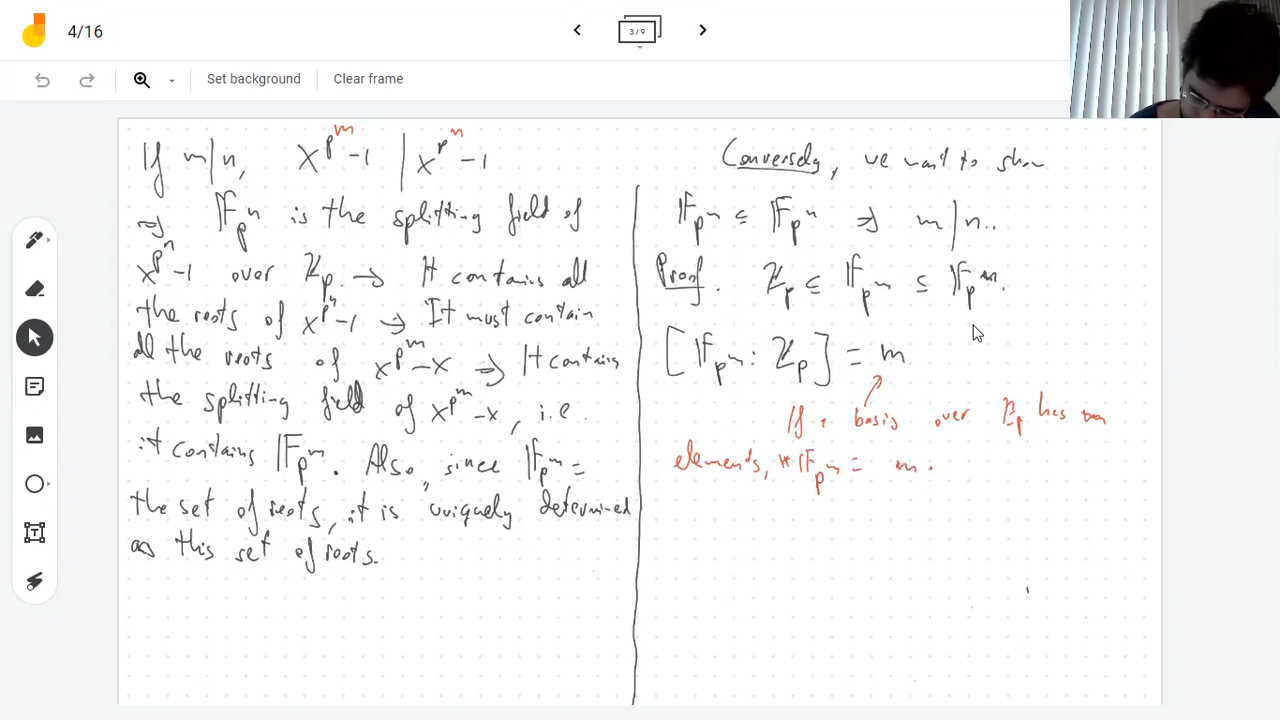 4/16
3/9
Set background
Clear frame
If m|n, x^{p^m}-1 | x^{p^n}-1
⇒ 𝔽_{p^n} is the splitting field of
x^{p^n}-1 over ℤ_p. → It contains all
the roots of x^{p^n}-1 → It must contain
all the roots of x^{p^m}-x ⇒ It contains
the splitting field of x^{p^m}-x, i.e.
it contains 𝔽_{p^m}. Also, since 𝔽_{p^m} =
the set of roots, it is uniquely determined
as this set of roots.
Conversely, we want to show
𝔽_{p^m} ⊆ 𝔽_{p^n} ⇒ m|n.
Proof. ℤ_p ⊆ 𝔽_{p^m} ⊆ 𝔽_{p^n}.
[𝔽_{p^m} : ℤ_p] = m
If basis over ℤ_p has
elements, # 𝔽_{p^m} = m.